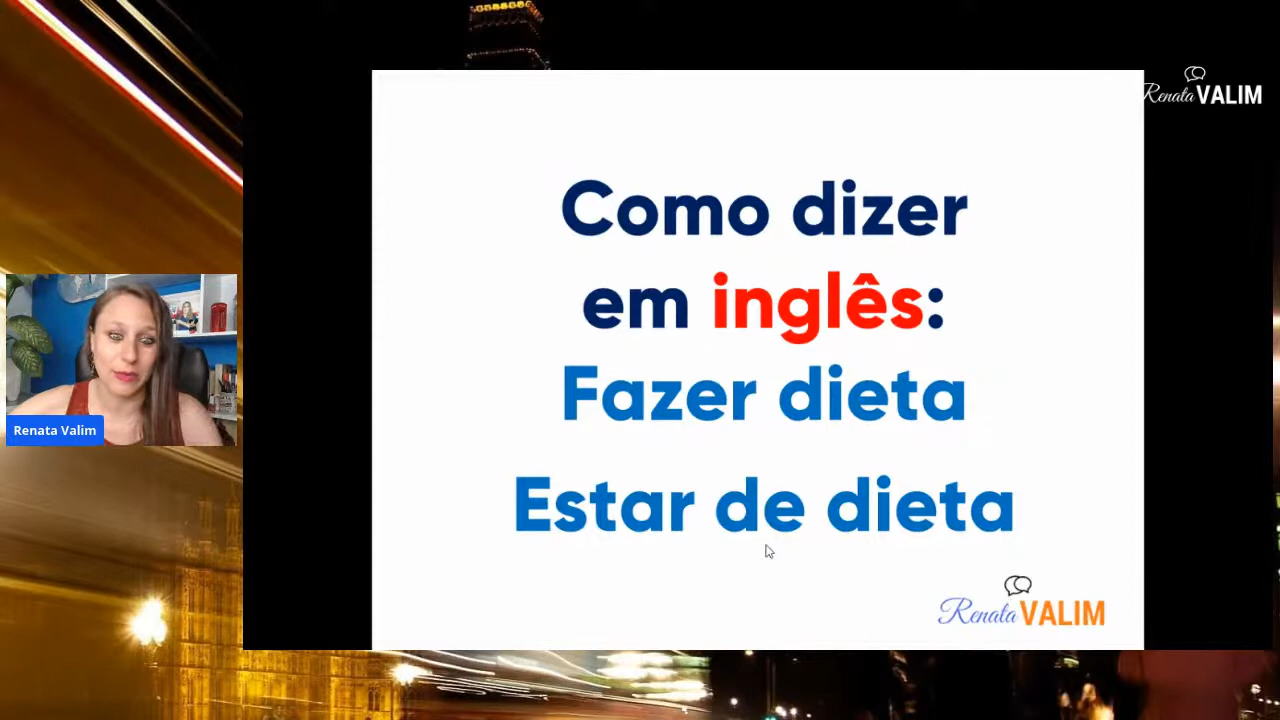 Renata VALIM
Como dizer
em inglês:
Fazer dieta
Estar de dieta
Renata Valim
Renata VALIM